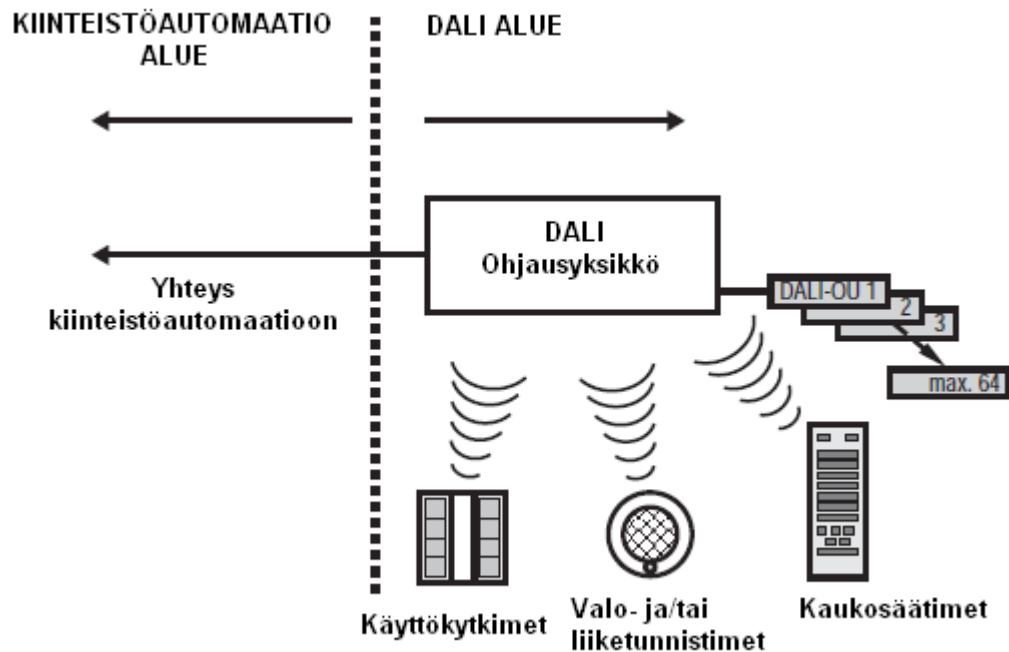 KIINTEISTÖAUTOMAATIO
ALUE
DALI ALUE
DALI
Ohjausyksikkö
Yhteys
kiinteistöautomaatioon
DALI-OU 1
2
3
max. 64
Käyttökytkimet
Valo- ja/tai
liiketunnistimet
Kaukosäätimet